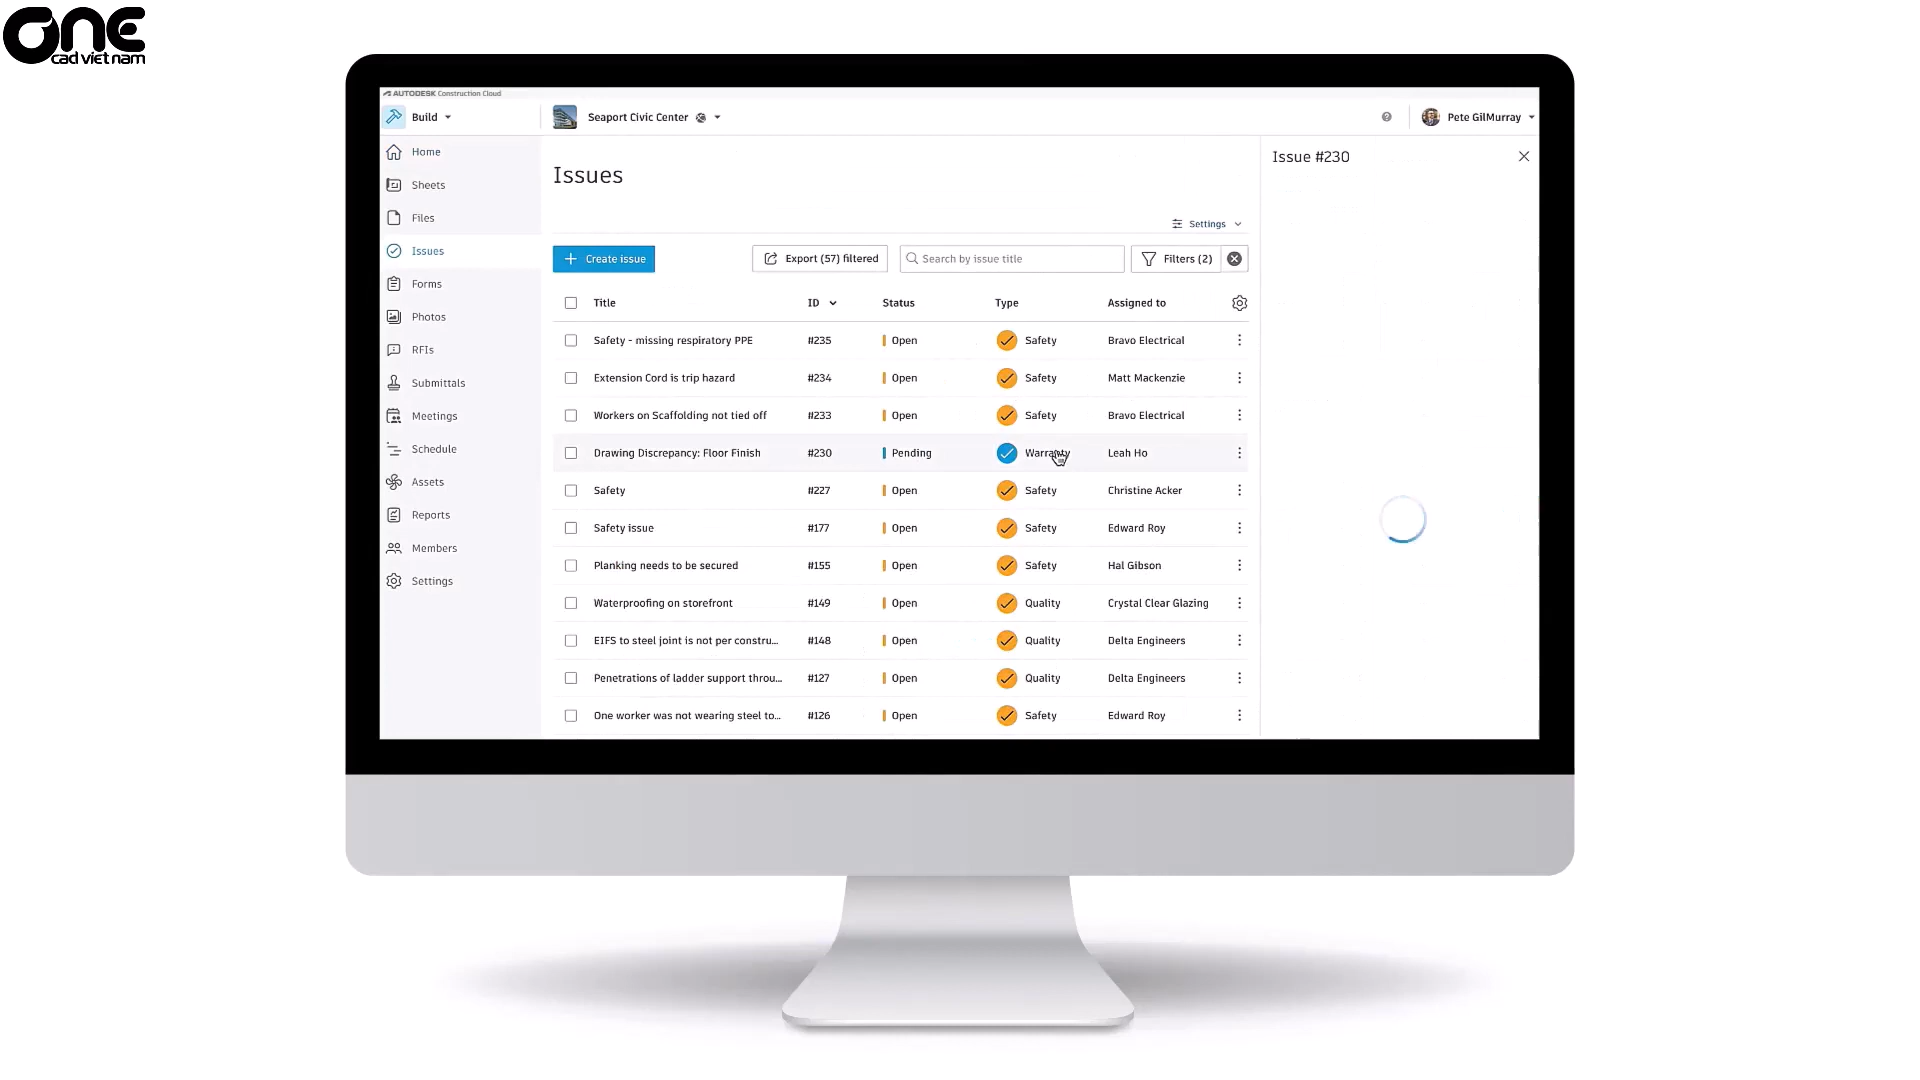 ONE
cad viet nam
AUTODESK Construction Cloud
Build
Seaport Civic Center
Pete GilMurray
Home
Sheets
Files
Issues
Forms
Photos
RFIs
Submittals
Meetings
Schedule
Assets
Reports
Members
Settings
Issues
Settings
Create issue
Export (57) filtered
Search by issue title
Filters (2)
Title ID Status Type Assigned to
Safety - missing respiratory PPE #235 Open Safety Bravo Electrical
Extension Cord is trip hazard #234 Open Safety Matt Mackenzie
Workers on Scaffolding not tied off #233 Open Safety Bravo Electrical
Drawing Discrepancy: Floor Finish #230 Pending Warranty Leah Ho
Safety #227 Open Safety Christine Acker
Safety issue #177 Open Safety Edward Roy
Planking needs to be secured #155 Open Safety Hal Gibson
Waterproofing on storefront #149 Open Quality Crystal Clear Glazing
EIFS to steel joint is not per constru... #148 Open Quality Delta Engineers
Penetrations of ladder support throu... #127 Open Quality Delta Engineers
One worker was not wearing steel to... #126 Open Safety Edward Roy
Issue #230